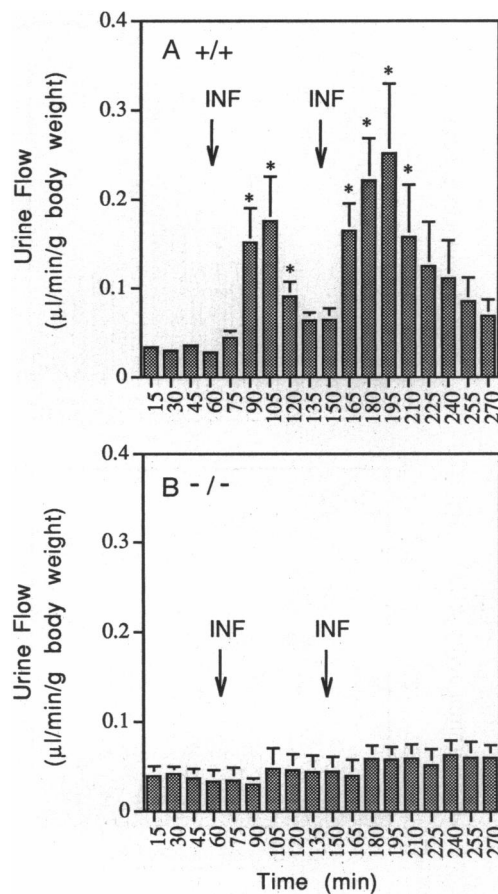 0.4
A +/+
INF INF
* * * * * * *
0.3
0.2
0.1
0
Urine Flow
(μl/min/g body weight)
15 30 45 60 75 90 105 120 135 150 165 180 195 210 225 240 255 270
0.4
B -/-
0.3
0.2
INF INF
0.1
0
Urine Flow
(μl/min/g body weight)
15 30 45 60 75 90 105 120 135 150 165 180 195 210 225 240 255 270
Time (min)